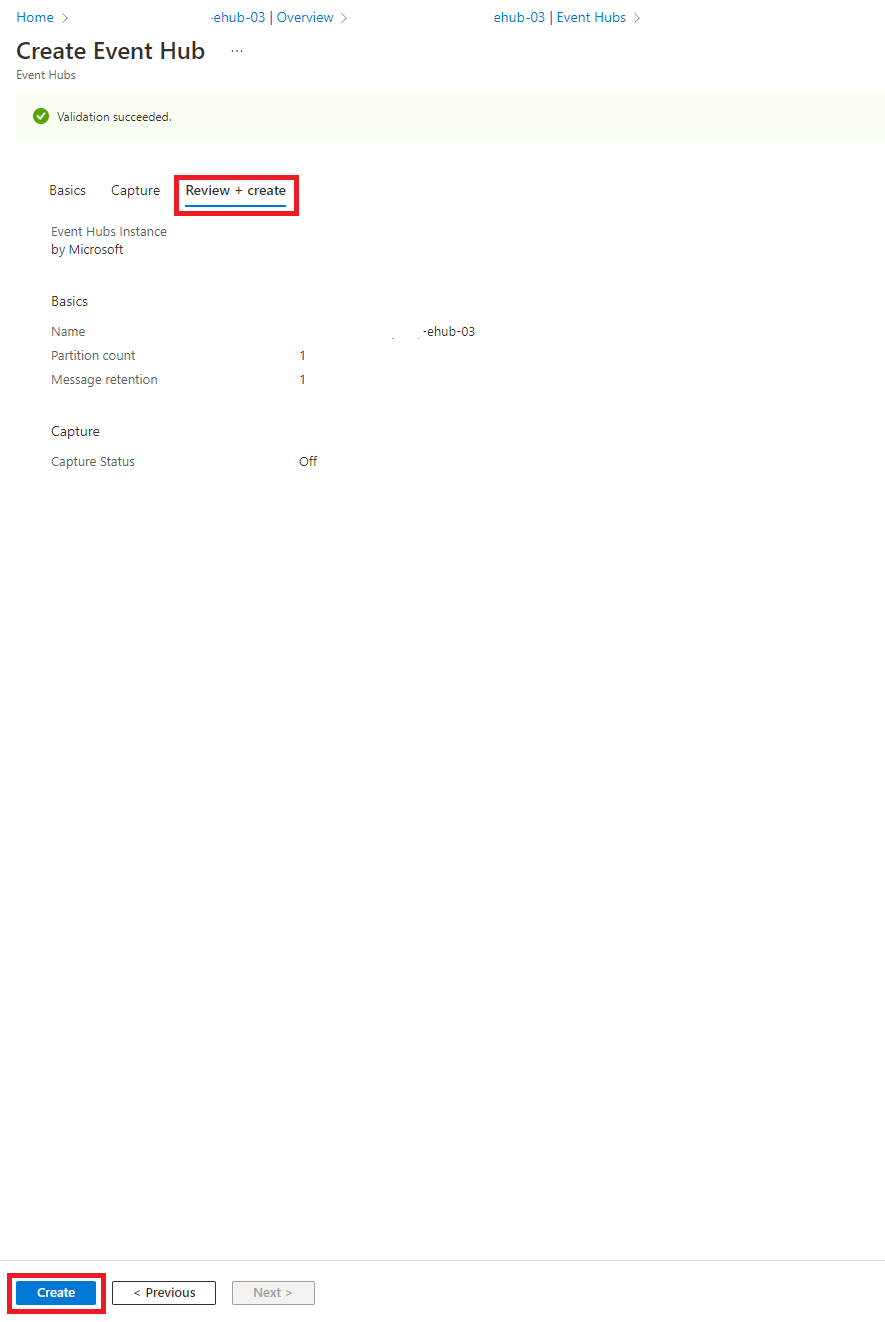 Home > -ehub-03 | Overview > ehub-03 | Event Hubs >
Create Event Hub ...
Event Hubs
Validation succeeded.
Basics Capture Review + create
Event Hubs Instance
by Microsoft
Basics
Name -ehub-03
Partition count 1
Message retention 1
Capture
Capture Status Off
Create < Previous Next >